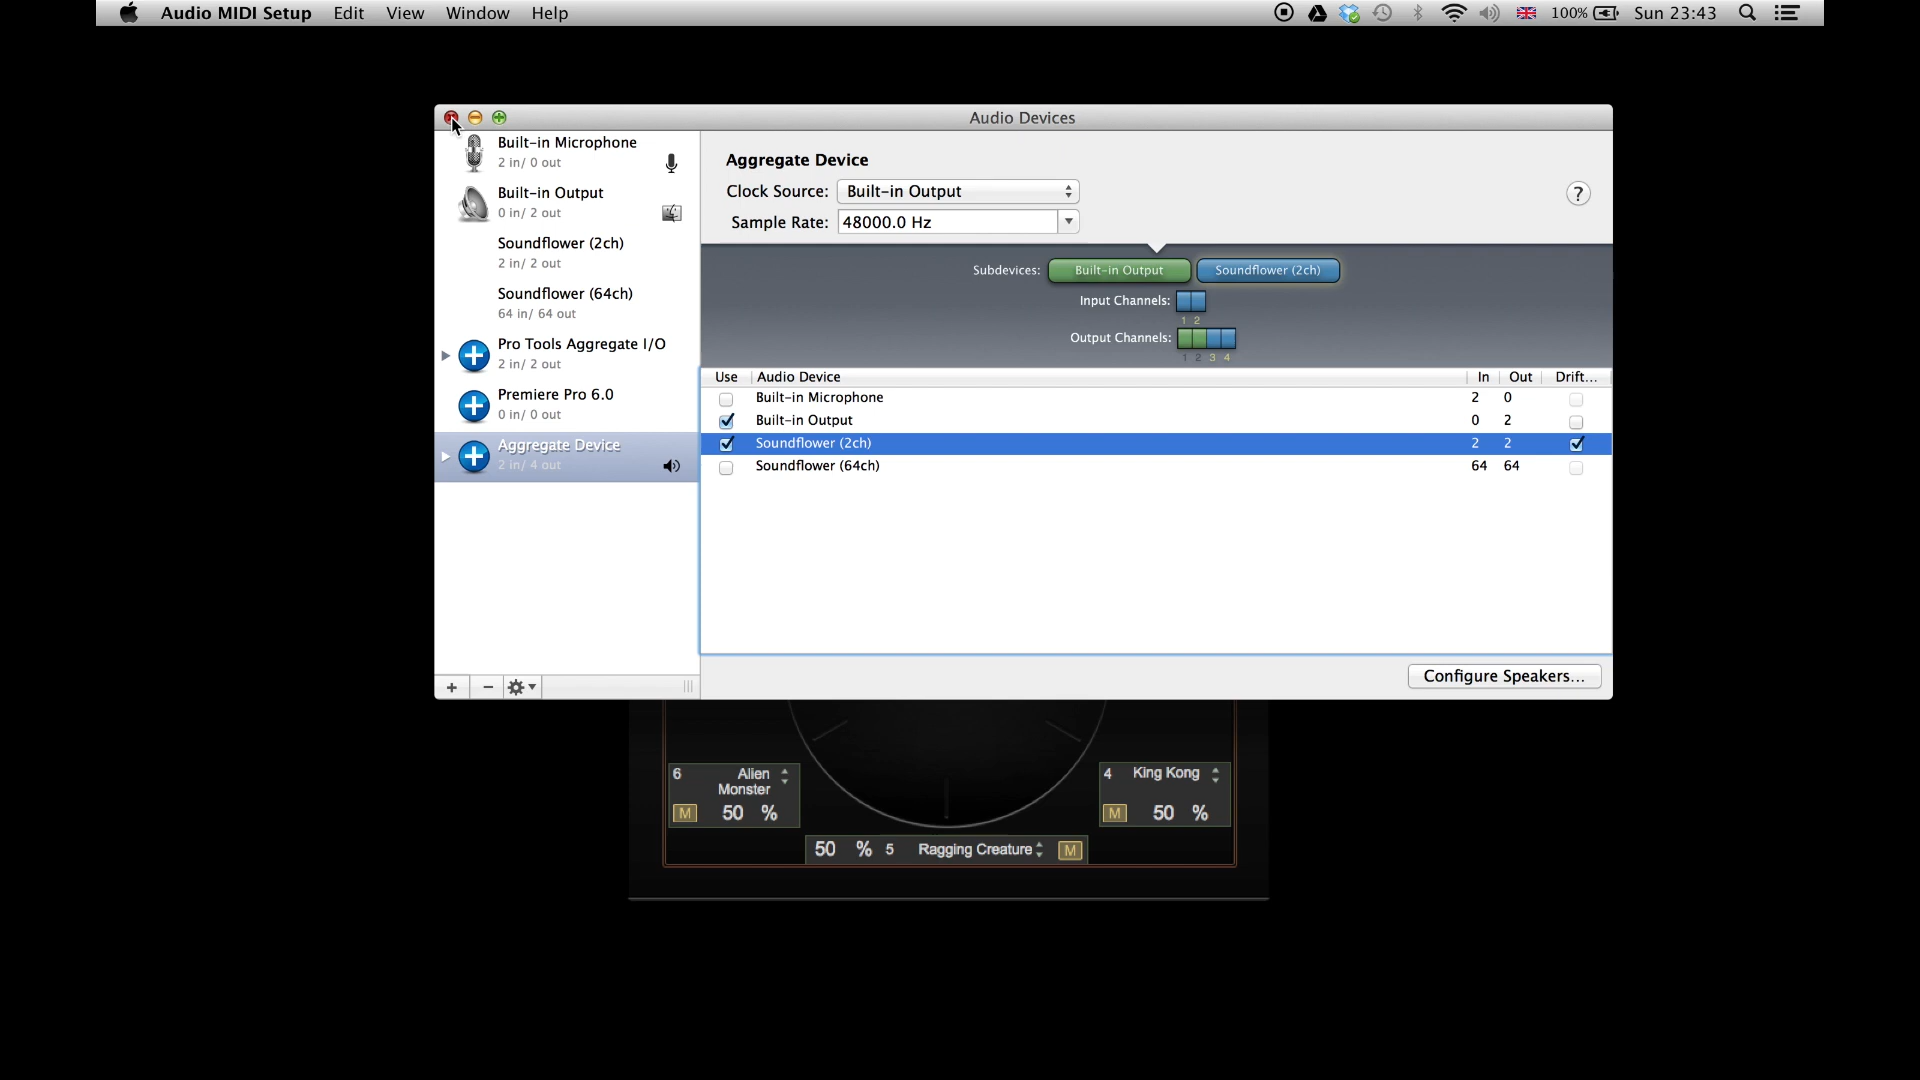 Audio MIDI Setup Edit View Window Help 100% Sun 23:43
Audio Devices
Built-in Microphone
2 in/ 0 out
Built-in Output
0 in/ 2 out
Soundflower (2ch)
2 in/ 2 out
Soundflower (64ch)
64 in/ 64 out
Pro Tools Aggregate I/O
2 in/ 2 out
Premiere Pro 6.0
0 in/ 0 out
Aggregate Device
2 in/ 4 out
Aggregate Device
Clock Source: Built-in Output
?
Sample Rate: 48000.0 Hz
Subdevices: Built-in Output Soundflower (2ch)
Input Channels:
1 2
Output Channels:
1 2 3 4
Use Audio Device In Out Drift...
Built-in Microphone 2 0
Built-in Output 0 2
Soundflower (2ch) 2 2
Soundflower (64ch) 64 64
Configure Speakers...
6 Alien
Monster
M 50 %
4 King Kong
M 50 %
50 % 5 Ragging Creature M